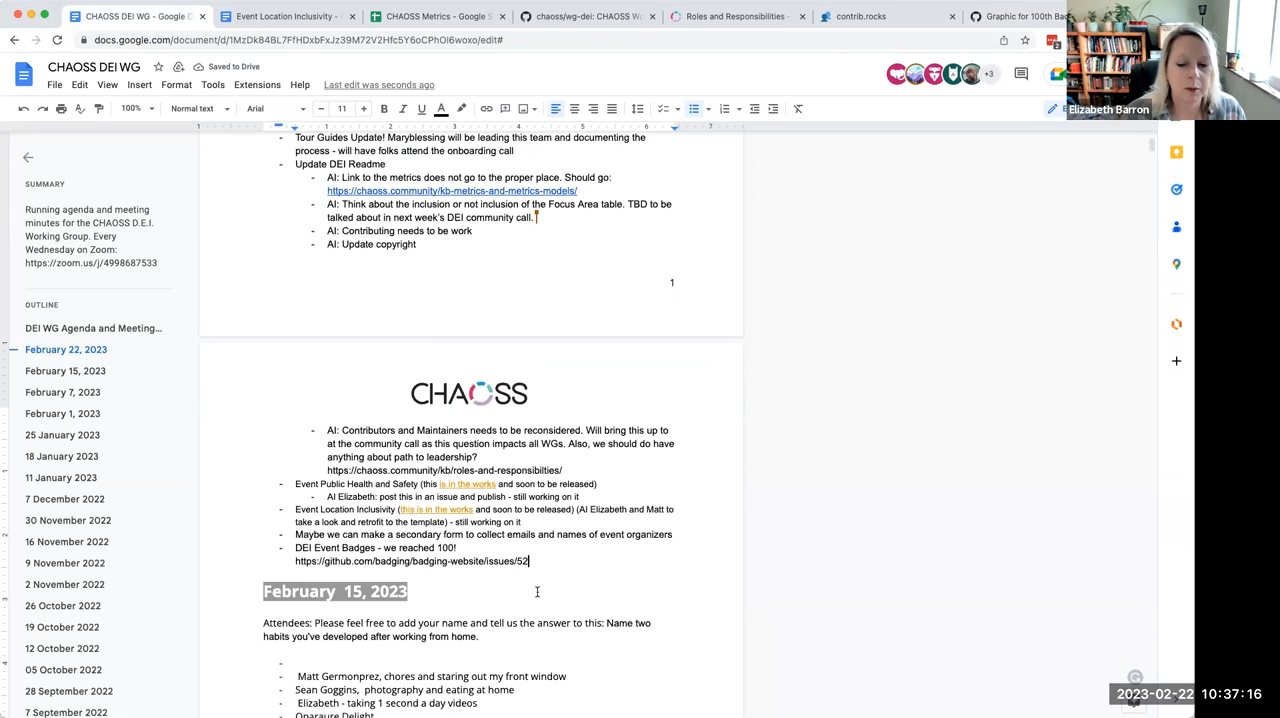 CHAOSS DEI WG - Google D
Event Location Inclusivity -
CHAOSS Metrics - Google S
chaoss/wg-dei: CHAOSS Wo
Roles and Responsibilities -
contrib.rocks
Graphic for 100th Bad
docs.google.com/document/d/1MzDk84BL7FfHDxbFxJz39M72V2Hfc5Y6
edit#
2
Elizabeth Barron
CHAOSS DEI WG
Saved to Drive
File Edit View Insert Format Tools Extensions Help Last edit was seconds ago
+3
100% Normal text Arial 11
1 1 2 3 4 5 6 7
- Tour Guides Update! Maryblessing will be leading this team and documenting the
process - will have folks attend the onboarding call
- Update DEI Readme
- AI: Link to the metrics does not go to the proper place. Should go:
https://chaoss.community/kb-metrics-and-metrics-models/
- AI: Think about the inclusion or not inclusion of the Focus Area table. TBD to be
talked about in next week's DEI community call.
- AI: Contributing needs to be work
- AI: Update copyright
1
SUMMARY
Running agenda and meeting
minutes for the CHAOSS D.E.I.
Working Group. Every
Wednesday on Zoom:
https://zoom.us/j/4998687533
OUTLINE
DEI WG Agenda and Meeting...
February 22, 2023
February 15, 2023
February 7, 2023
February 1, 2023
25 January 2023
18 January 2023
11 January 2023
7 December 2022
30 November 2022
16 November 2022
9 November 2022
2 November 2022
26 October 2022
19 October 2022
12 October 2022
05 October 2022
28 September 2022
7 September 2022
CHAOSS
- AI: Contributors and Maintainers needs to be reconsidered. Will bring this up to
at the community call as this question impacts all WGs. Also, we should do have
anything about path to leadership?
https://chaoss.community/kb/roles-and-responsibilties/
- Event Public Health and Safety (this is in the works and soon to be released)
- AI Elizabeth: post this in an issue and publish - still working on it
- Event Location Inclusivity (this is in the works and soon to be released) (AI Elizabeth and Matt to
take a look and retrofit to the template) - still working on it
- Maybe we can make a secondary form to collect emails and names of event organizers
- DEI Event Badges - we reached 100!
https://github.com/badging/badging-website/issues/52
February 15, 2023
Attendees: Please feel free to add your name and tell us the answer to this: Name two
habits you've developed after working from home.
-
- Matt Germonprez, chores and staring out my front window
- Sean Goggins, photography and eating at home
- Elizabeth - taking 1 second a day videos
- Oparaure Delight
2023-02-22 10:37:16